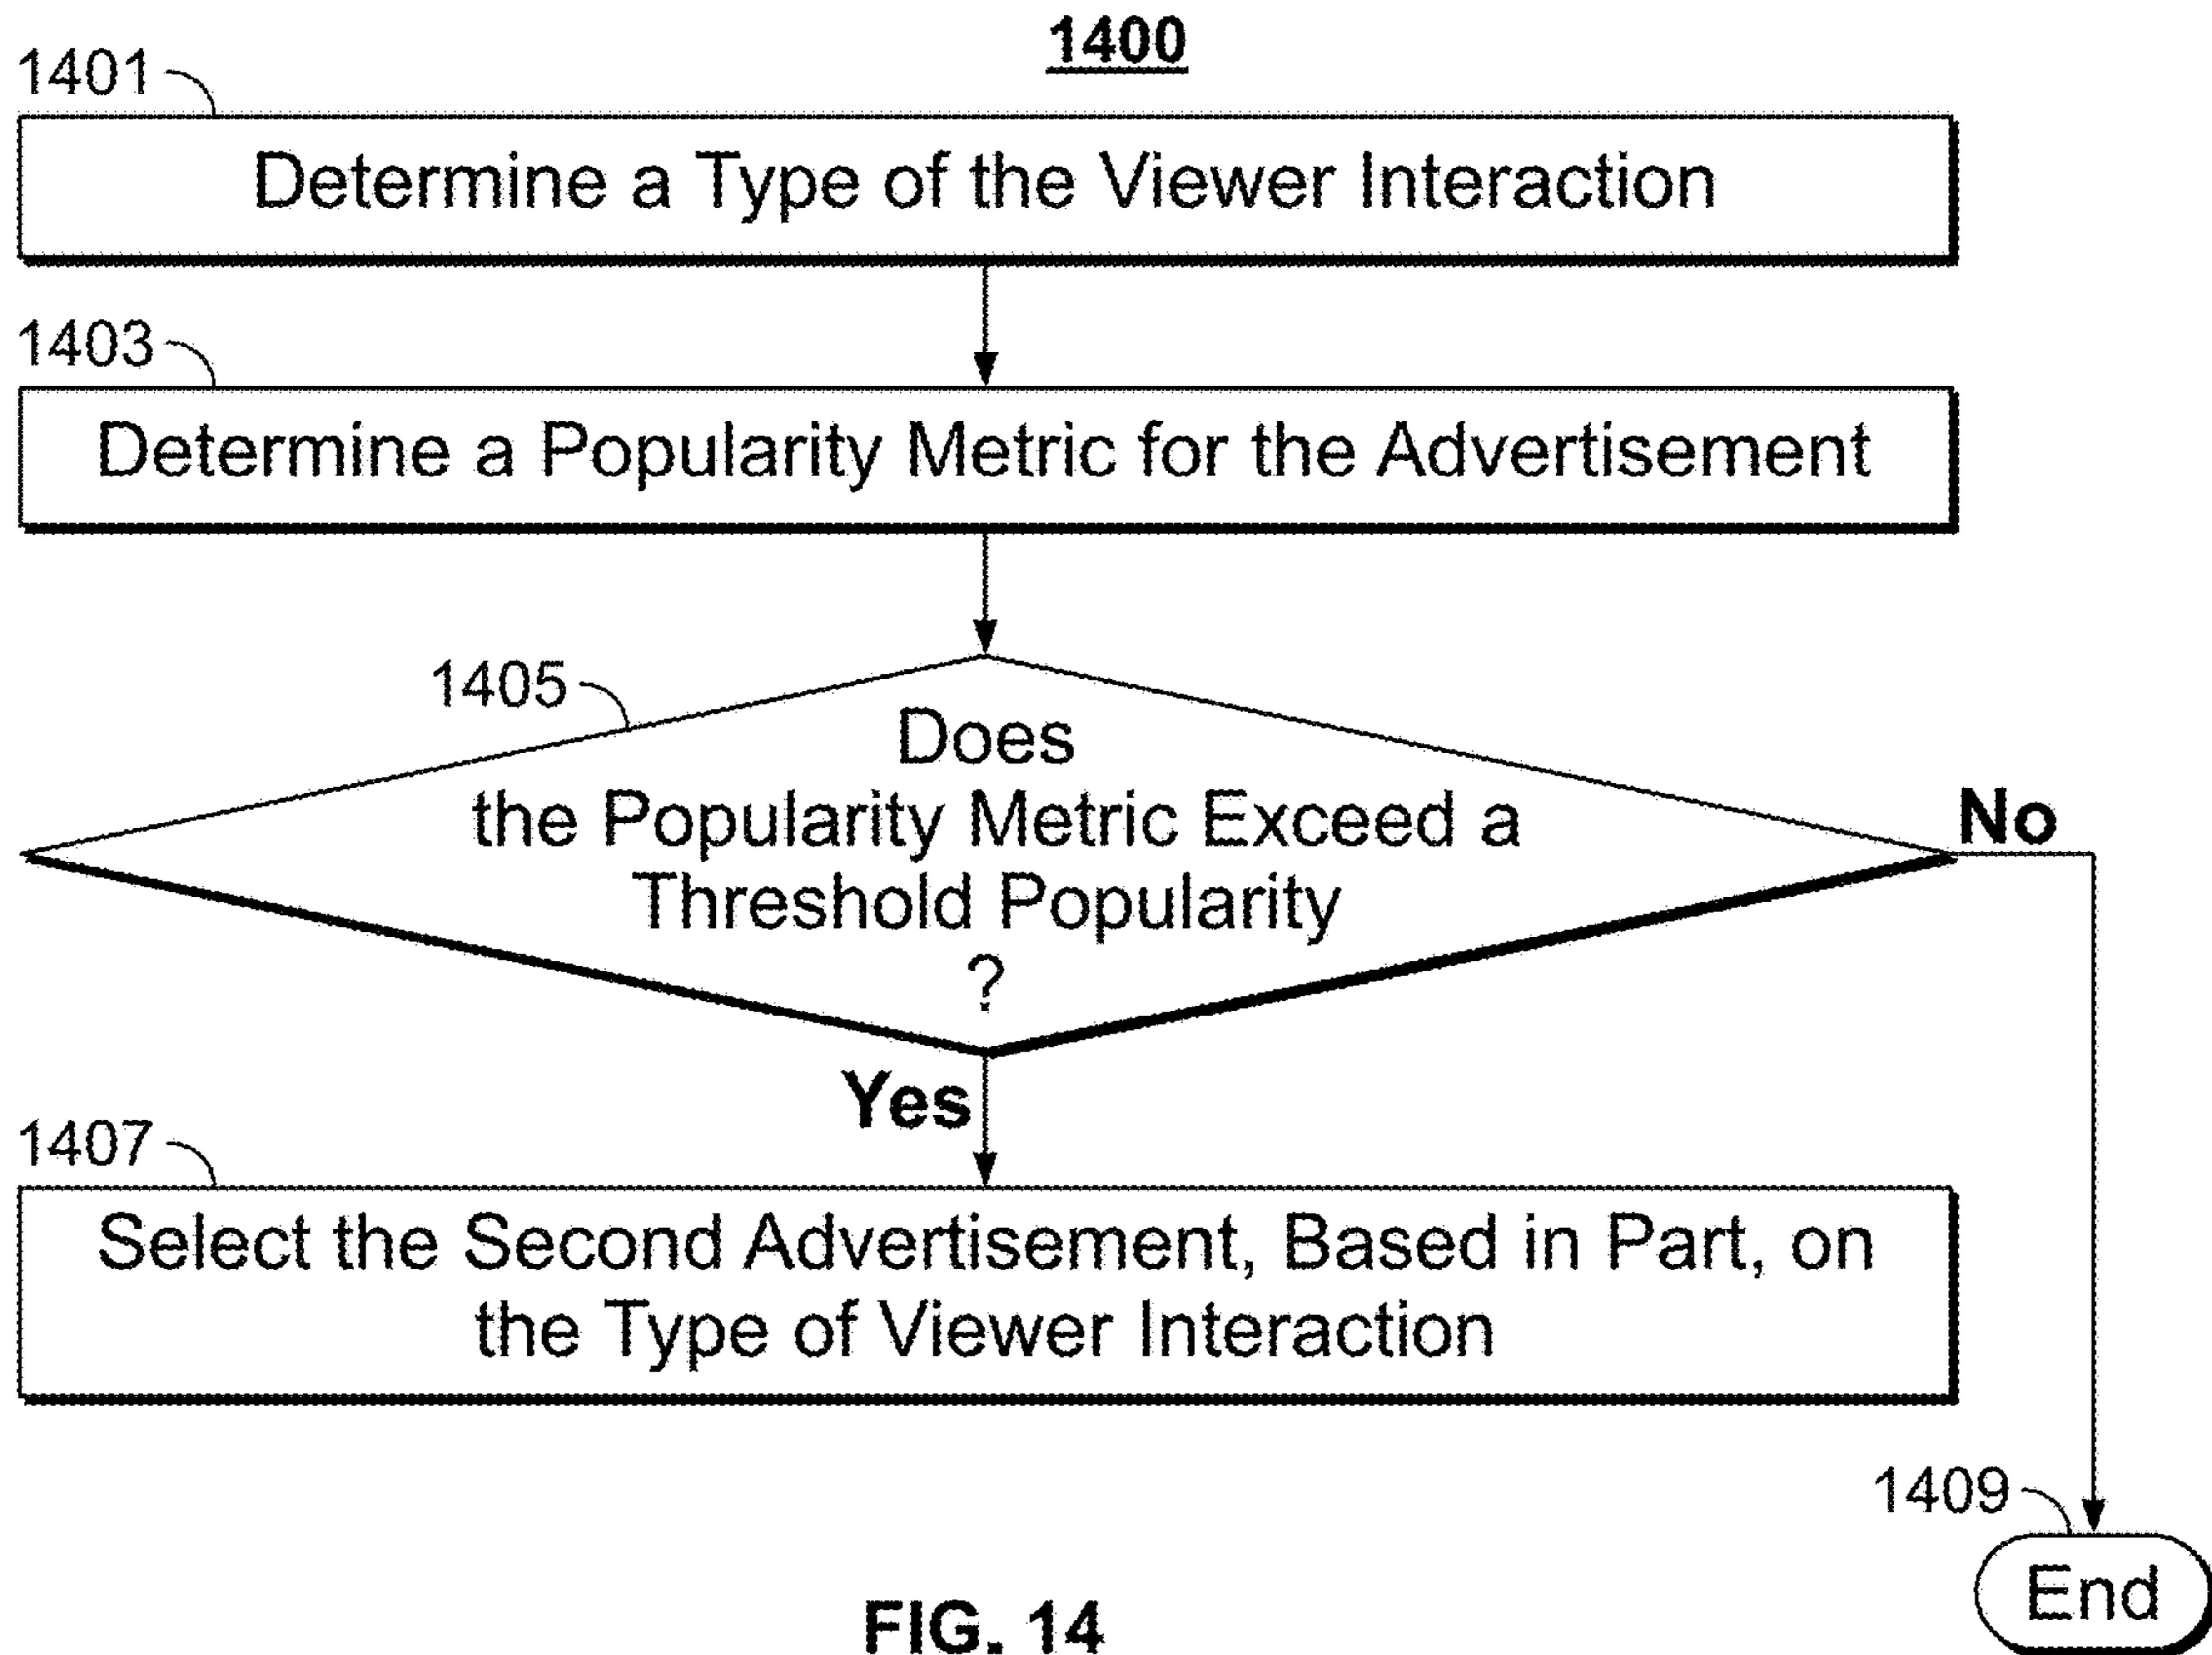 1400
1401
Determine a Type of the Viewer Interaction
1403
Determine a Popularity Metric for the Advertisement
1405
Does
the Popularity Metric Exceed a
Threshold Popularity
?
No
Yes
1407
Select the Second Advertisement, Based in Part, on
the Type of Viewer Interaction
1409
End
FIG. 14